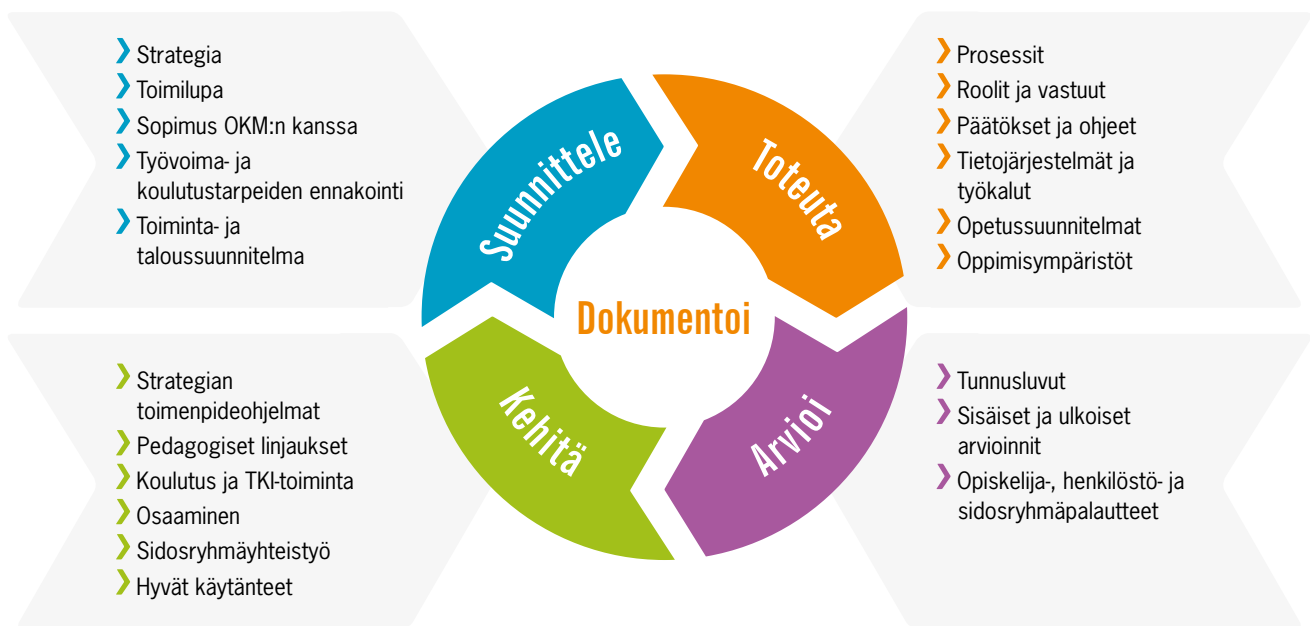 Strategia
Toimilupa
Sopimus OKM:n kanssa
Työvoima- ja
koulutustarpeiden ennakointi
Toiminta- ja
taloussuunnitelma
Suunnittele
Toteuta
Prosessit
Roolit ja vastuut
Päätökset ja ohjeet
Tietojärjestelmät ja
työkalut
Opetussuunnitelmat
Oppimisympäristöt
Dokumentoi
Strategian
toimenpideohjelmat
Pedagogiset linjaukset
Koulutus ja TKI-toiminta
Osaaminen
Sidosryhmäyhteistyö
Hyvät käytänteet
Kehitä
Arvioi
Tunnusluvut
Sisäiset ja ulkoiset
arvioinnit
Opiskelija-, henkilöstö- ja
sidosryhmäpalautteet